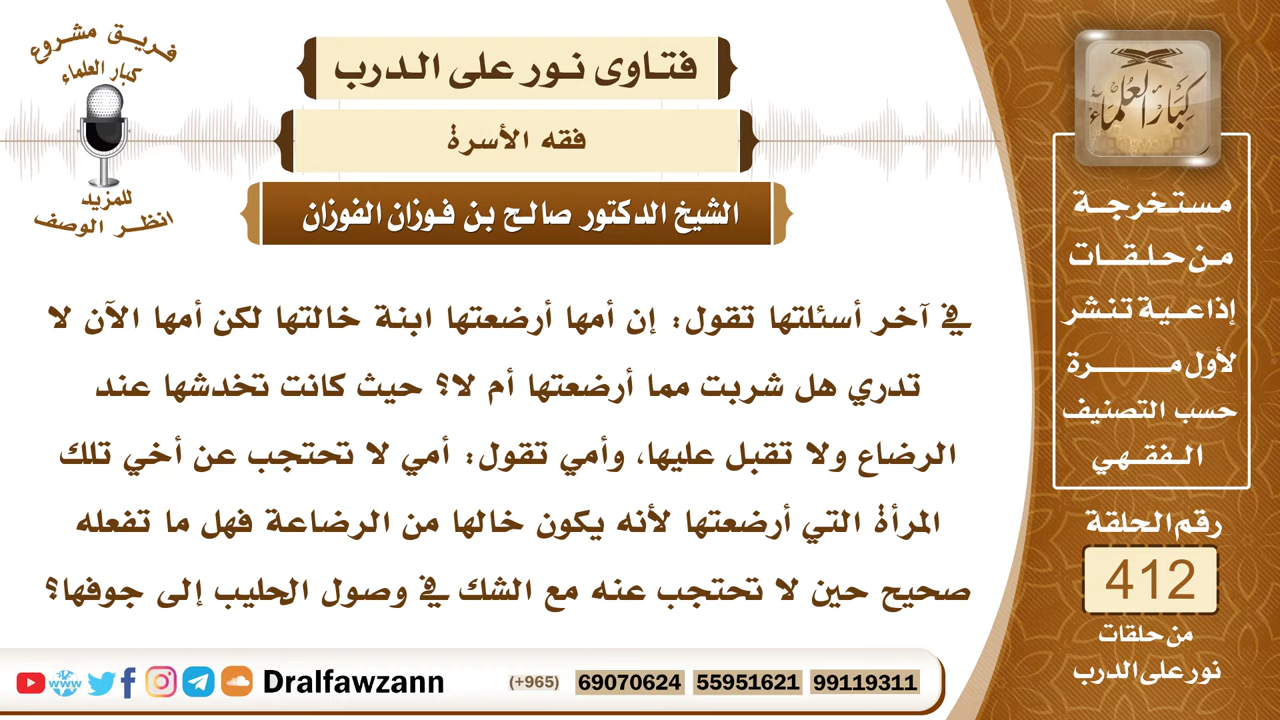 فريق مشروع
كبار العلماء
للمزيد
انظر الوصف
فتاوى نور على الدرب
فقه الأسرة
الشيخ الدكتور صالح بن فوزان الفوزان
في آخر أسئلتها تقول: إن أمها أرضعتها ابنة خالتها لكن أمها الآن لا
تدري هل شربت مما أرضعتها أم لا؟ حيث كانت تخدشها عند
الرضاع ولا تقبل عليها، وأمي تقول: أمي لا تحتجب عن أخي تلك
المرأة التي أرضعتها لأنه يكون خالها من الرضاعة فهل ما تفعله
صحيح حين لا تحتجب عنه مع الشك في وصول الحليب إلى جوفها؟
كبار العلماء
مستخرجة
من حلقات
إذاعية تنشر
لأول مرة
حسب التصنيف
الفقهي
رقم الحلقة
412
من حلقات
نور على الدرب
www
Dralfawzann (+965) 69070624 55951621 99119311